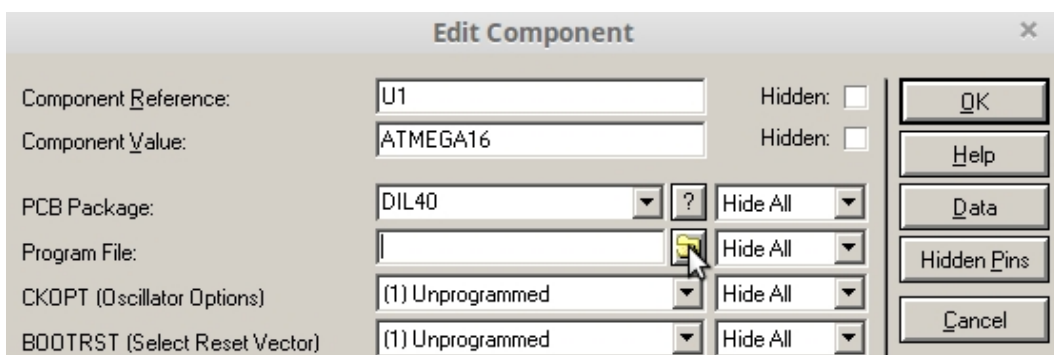 Edit Component
Component Reference: U1 Hidden: OK
Component Value: ATMEGA16 Hidden: Help
PCB Package: DIL40 ? Hide All Data
Program File: Hide All Hidden Pins
CKOPT (Oscillator Options) (1) Unprogrammed Hide All Cancel
BOOTRST (Select Reset Vector) (1) Unprogrammed Hide All